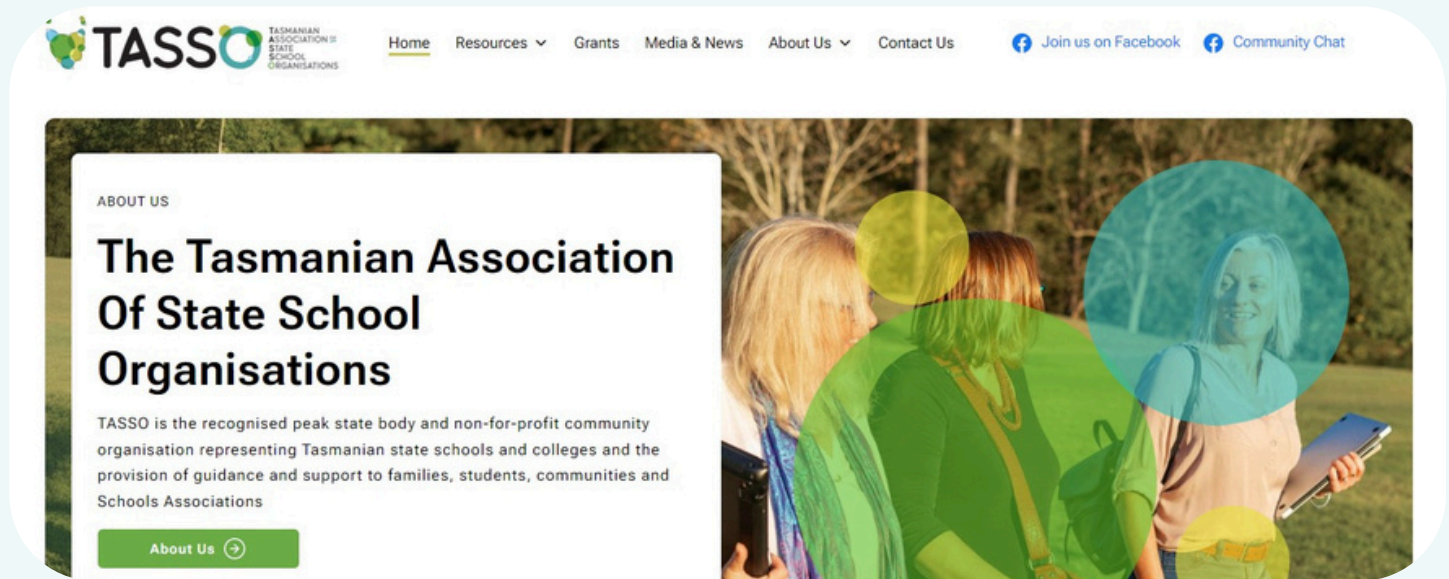 TASSO
TASMANIAN
ASSOCIATION OF
STATE
SCHOOL
ORGANISATIONS
Home Resources Grants Media & News About Us Contact Us Join us on Facebook Community Chat
ABOUT US
The Tasmanian Association
Of State School
Organisations
TASSO is the recognised peak state body and non-for-profit community
organisation representing Tasmanian state schools and colleges and the
provision of guidance and support to families, students, communities and
Schools Associations
About Us